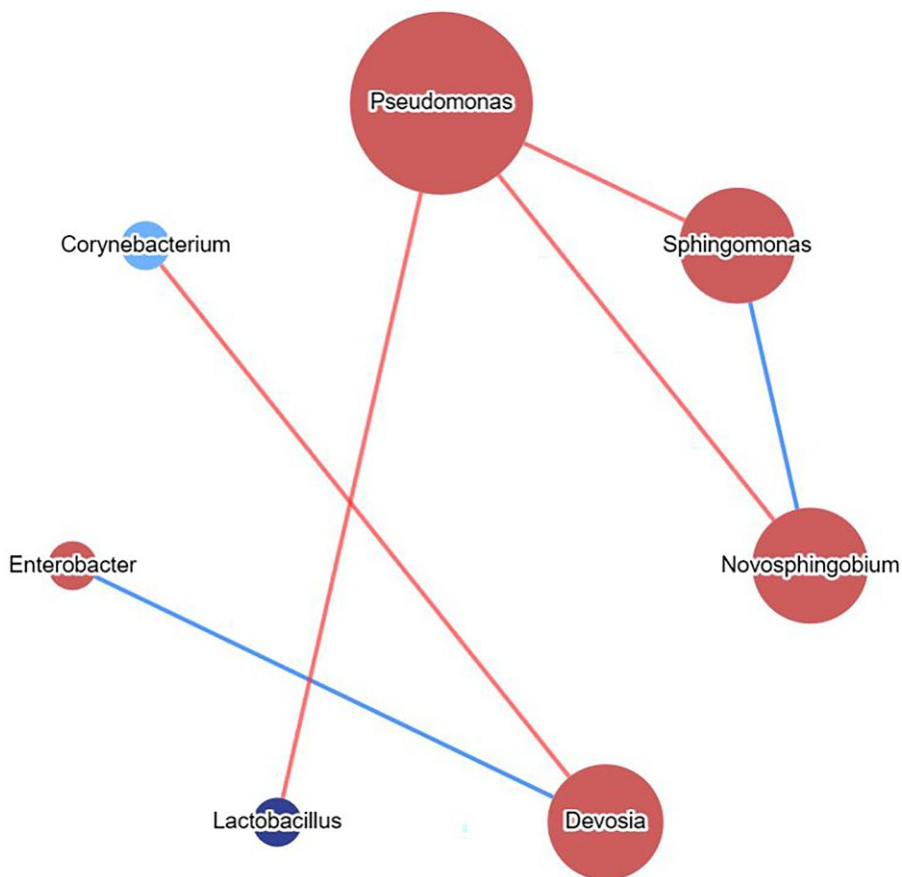 Pseudomonas
Corynebacterium
Sphingomonas
Enterobacter
Novosphingobium
Lactobacillus
Devosia